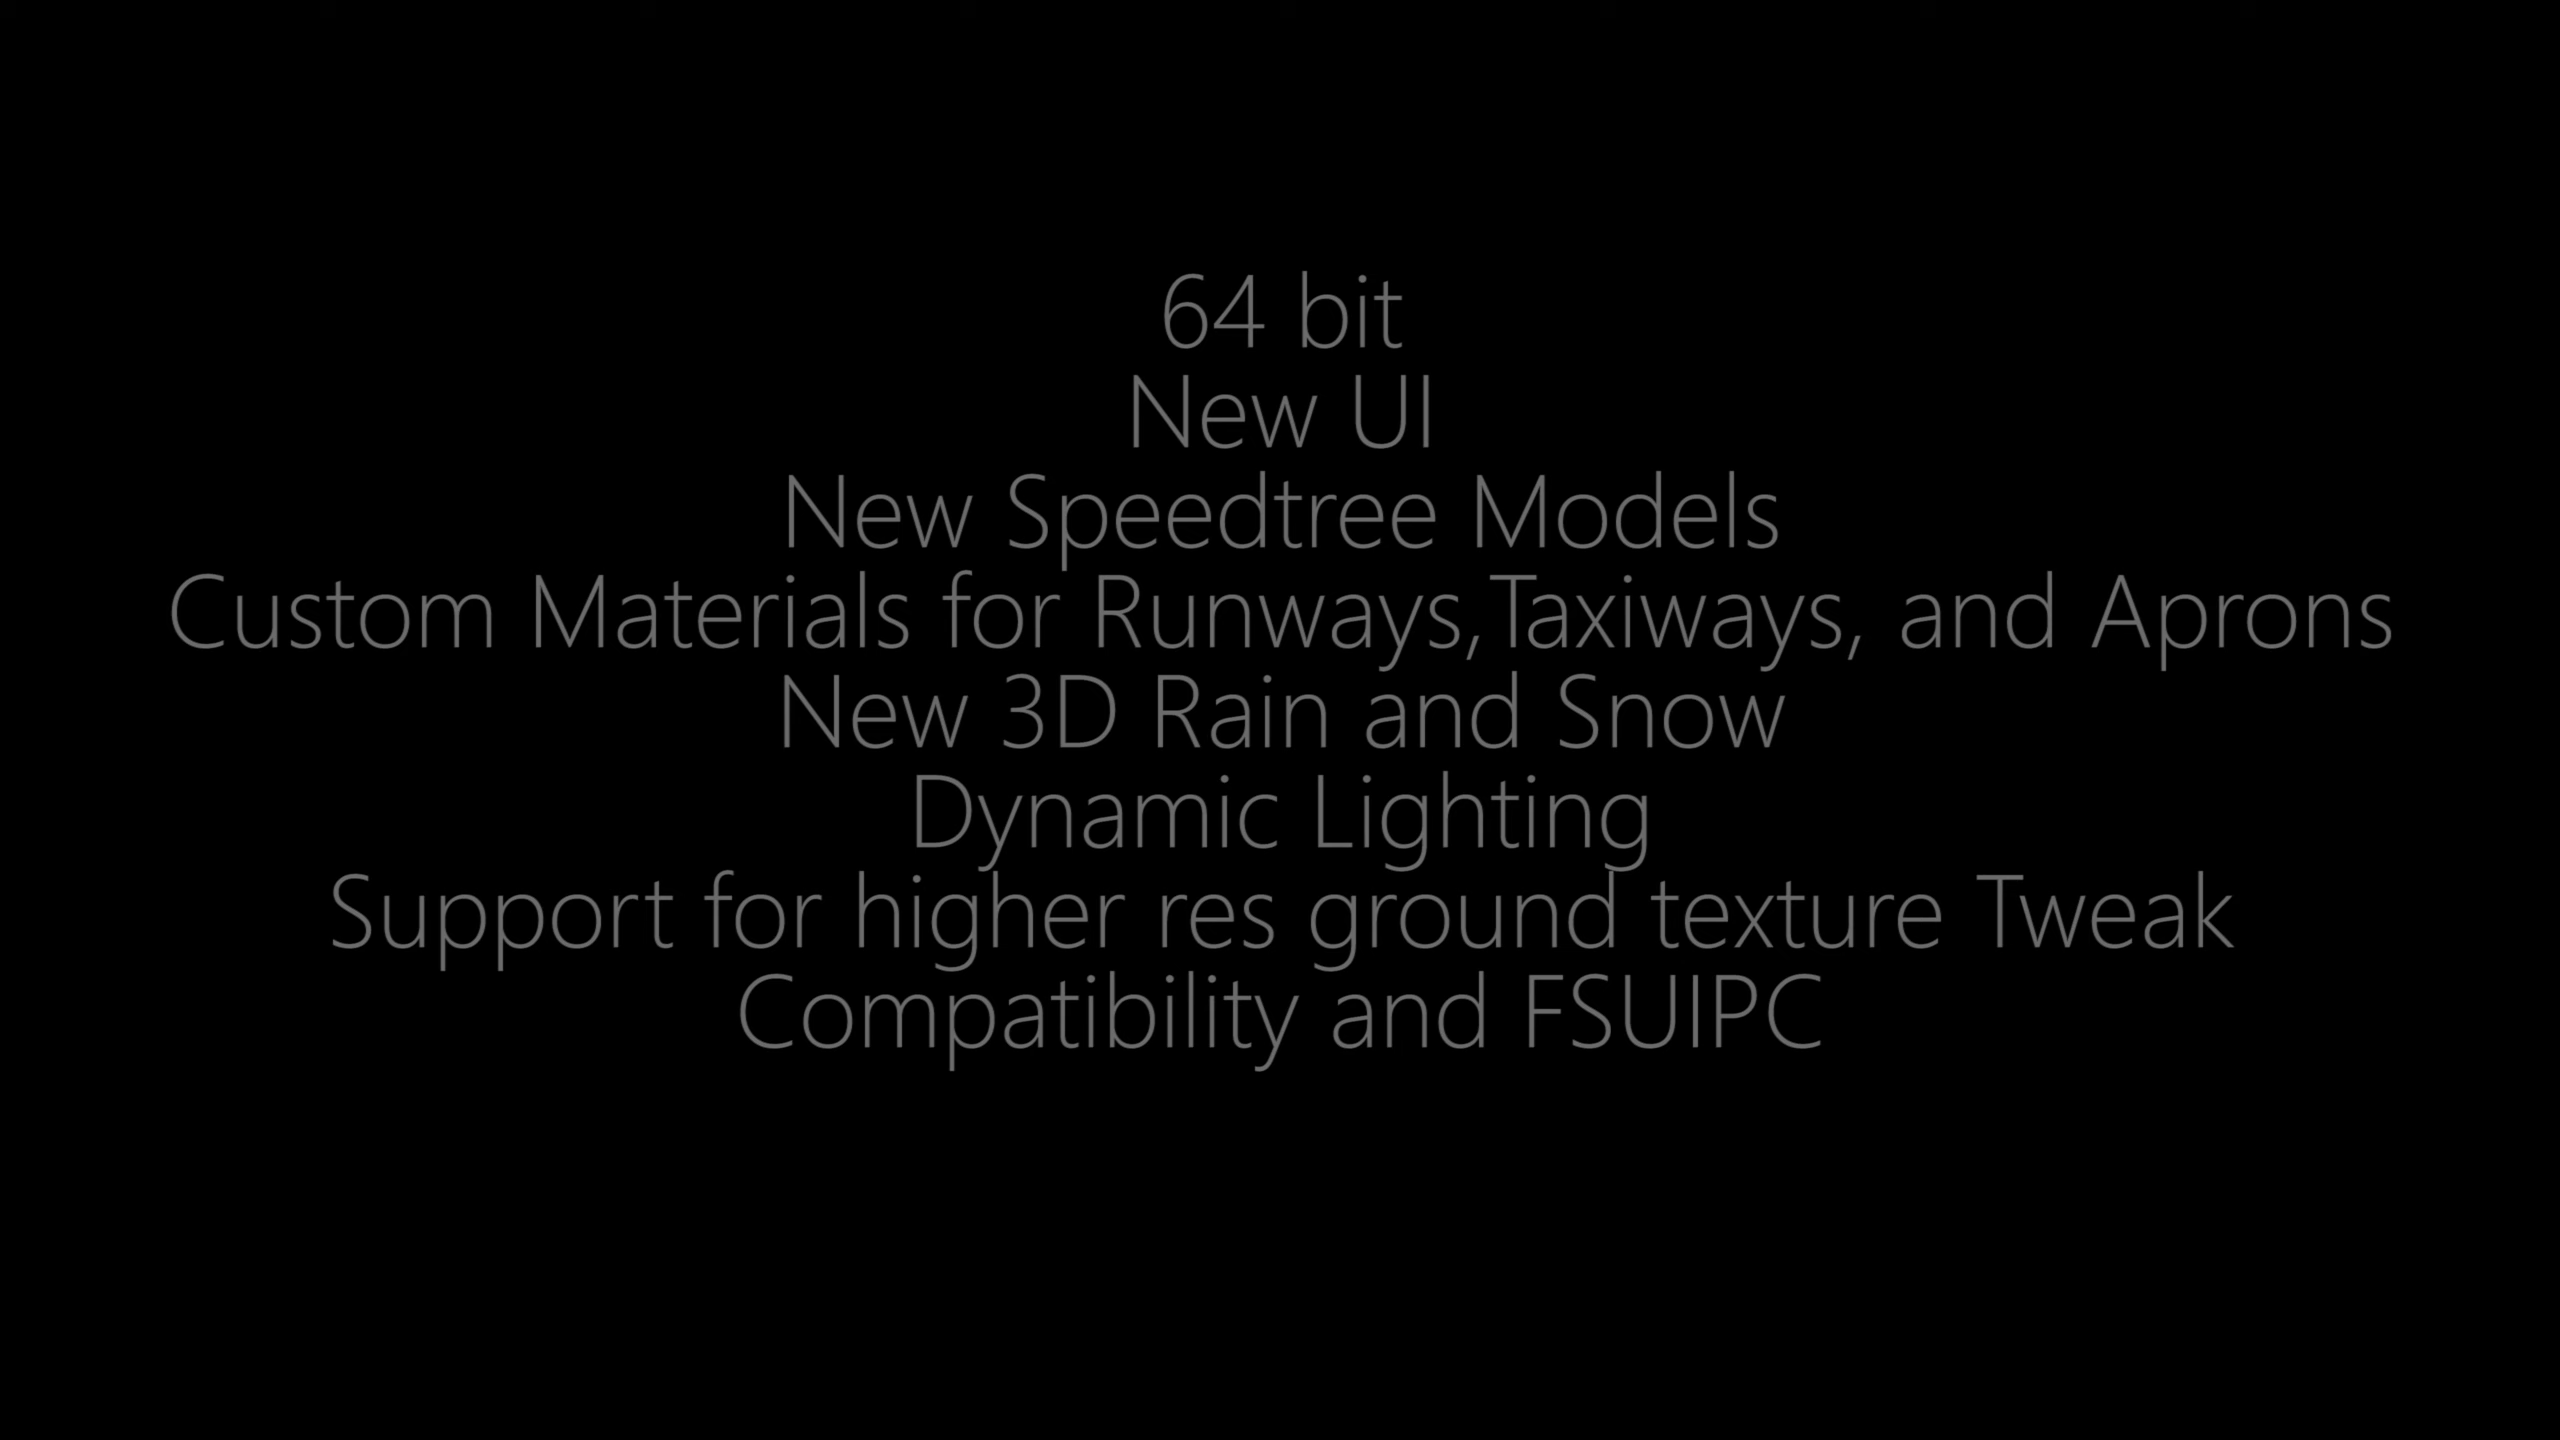 64 bit
New UI
New Speedtree Models
Custom Materials for Runways,Taxiways, and Aprons
New 3D Rain and Snow
Dynamic Lighting
Support for higher res ground texture Tweak
Compatibility and FSUIPC